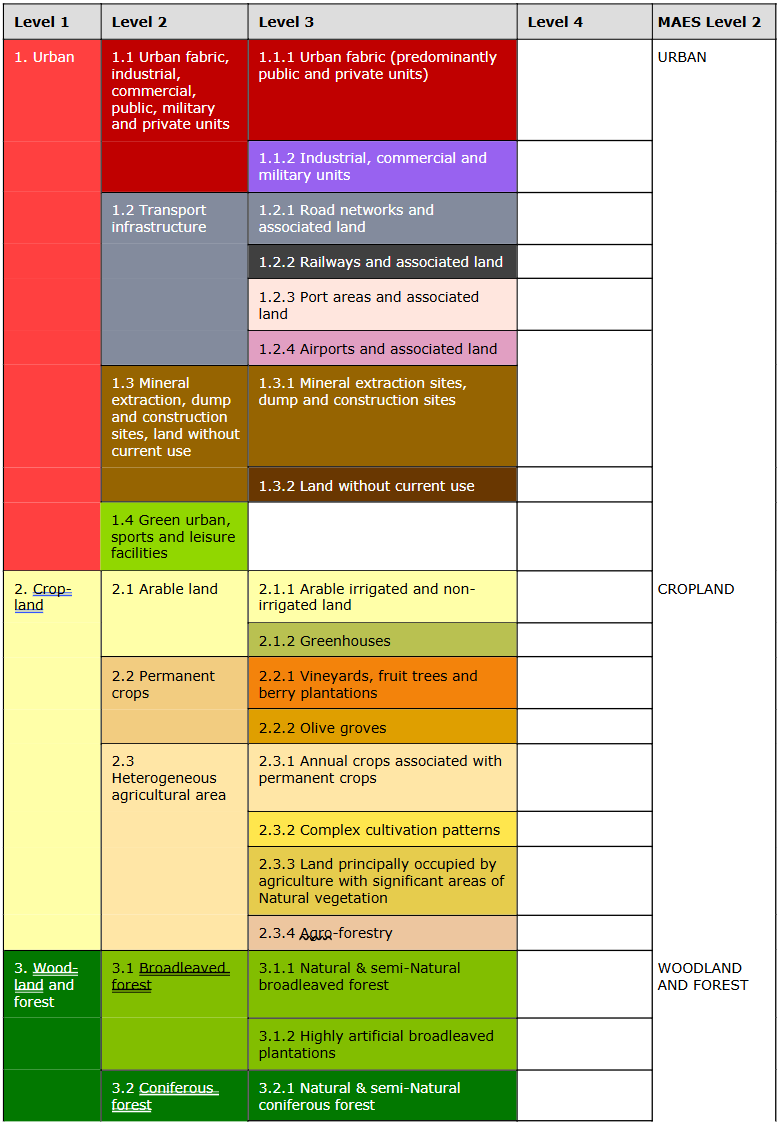 Level 1 Level 2 Level 3 Level 4 MAES Level 2
1. Urban
1.1 Urban fabric,
industrial,
commercial,
public, military
and private units
1.1.1 Urban fabric (predominantly
public and private units)
URBAN
1.1.2 Industrial, commercial and
military units
1.2 Transport
infrastructure
1.2.1 Road networks and
associated land
1.2.2 Railways and associated land
1.2.3 Port areas and associated
land
1.2.4 Airports and associated land
1.3 Mineral
extraction, dump
and construction
sites, land without
current use
1.3.1 Mineral extraction sites,
dump and construction sites
1.3.2 Land without current use
1.4 Green urban,
sports and leisure
facilities
2. Crop-
land
2.1 Arable land
2.1.1 Arable irrigated and non-
irrigated land
CROPLAND
2.1.2 Greenhouses
2.2 Permanent
crops
2.2.1 Vineyards, fruit trees and
berry plantations
2.2.2 Olive groves
2.3
Heterogeneous
agricultural area
2.3.1 Annual crops associated with
permanent crops
2.3.2 Complex cultivation patterns
2.3.3 Land principally occupied by
agriculture with significant areas of
Natural vegetation
2.3.4 Agro-forestry
3. Wood-
land and
forest
3.1 Broadleaved
forest
3.1.1 Natural & semi-Natural
broadleaved forest
WOODLAND
AND FOREST
3.1.2 Highly artificial broadleaved
plantations
3.2 Coniferous
forest
3.2.1 Natural & semi-Natural
coniferous forest